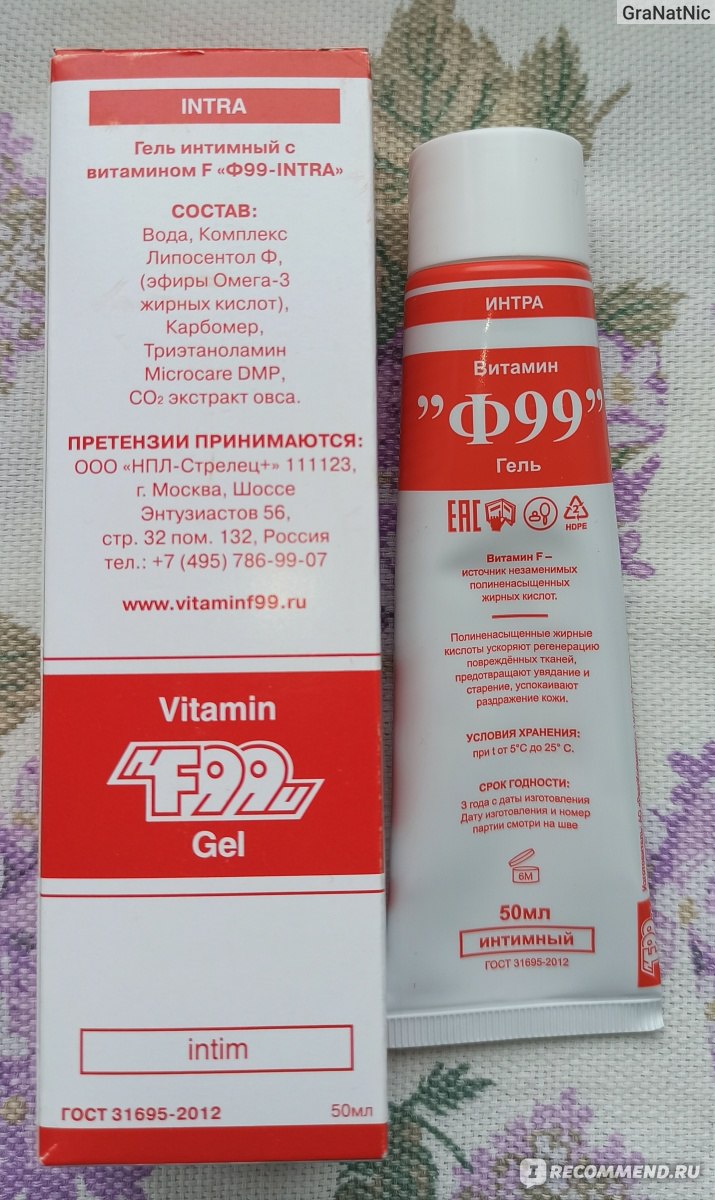 GraNatNic
INTRA
Гель интимный с
витамином F «Ф99-INTRA»
СОСТАВ:
Вода, Комплекс
Липосентол Ф,
(эфиры Омега-3
жирных кислот),
Карбомер,
Триэтаноламин
Microcare DMP,
CO₂ экстракт овса.
ПРЕТЕНЗИИ ПРИНИМАЮТСЯ:
ООО «НПЛ-Стрелец+» 111123,
г. Москва, Шоссе
Энтузиастов 56,
стр. 32 пом. 132, Россия
тел.: +7 (495) 786-99-07
www.vitaminf99.ru
Vitamin
F99
Gel
intim
ГОСТ 31695-2012
50мл
ИНТРА
Витамин
”Ф99”
Гель
EAC
2
HDPE
Витамин F –
источник незаменимых
полиненасыщенных
жирных кислот.
Полиненасыщенные жирные
кислоты ускоряют регенерацию
повреждённых тканей,
предотвращают увядание и
старение, успокаивают
раздражение кожи.
УСЛОВИЯ ХРАНЕНИЯ:
при t от 5°C до 25° C.
СРОК ГОДНОСТИ:
3 года с даты изготовления
Дату изготовления и номер
партии смотри на шве
6M
50мл
интимный
ГОСТ 31695-2012
F99
IRECOMMEND.RU